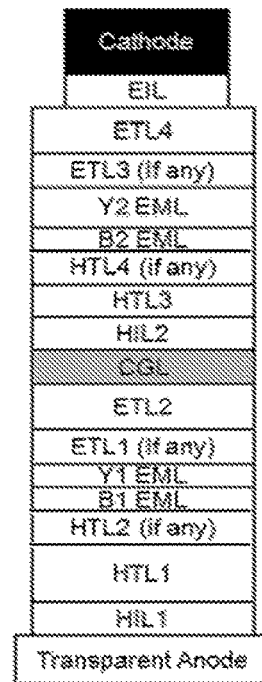 Cathode
EIL
ETL4
ETL3 (if any)
Y2 EML
B2 EML
HTL4 (if any)
HTL3
HIL2
CGL
ETL2
ETL1 (if any)
Y1 EML
B1 EML
HTL2 (if any)
HTL1
HIL1
Transparent Anode